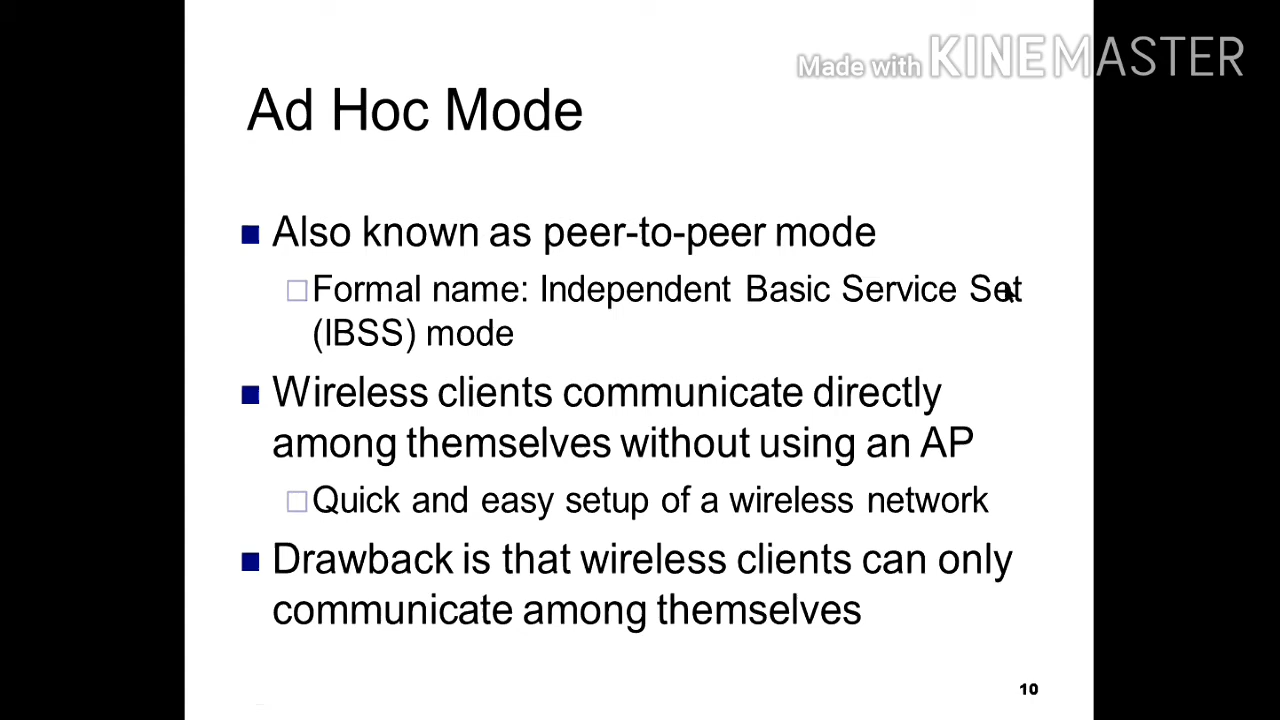 Made with KINEMASTER
Ad Hoc Mode
Also known as peer-to-peer mode
Formal name: Independent Basic Service Set
(IBSS) mode
Wireless clients communicate directly
among themselves without using an AP
Quick and easy setup of a wireless network
Drawback is that wireless clients can only
communicate among themselves
10